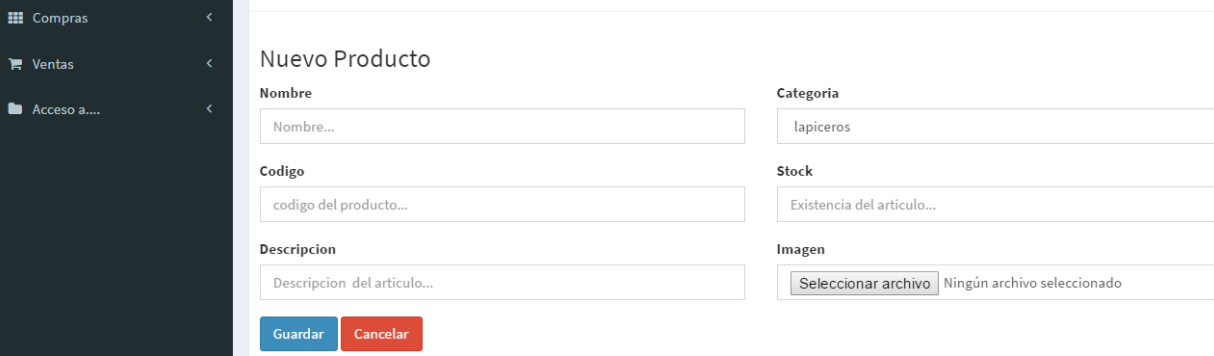 Compras
Ventas
Acceso a....
Nuevo Producto
Nombre
Categoria
Nombre...
lapiceros
Codigo
Stock
codigo del producto...
Existencia del articulo...
Descripcion
Imagen
Descripcion del articulo...
Seleccionar archivo Ningún archivo seleccionado
Guardar Cancelar